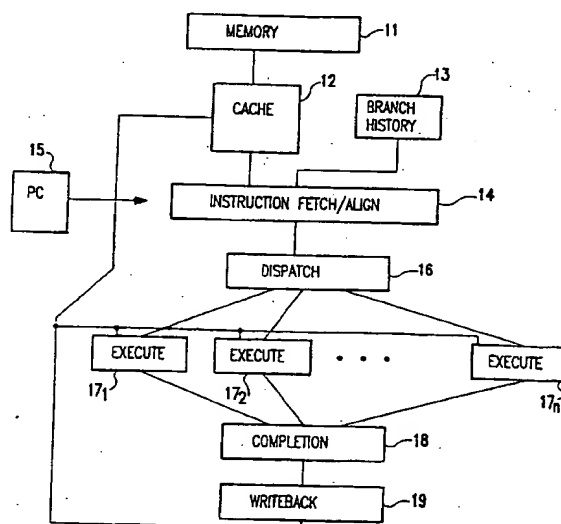 MEMORY
11
12
13
CACHE
BRANCH
HISTORY
15
PC
INSTRUCTION FETCH/ALIGN
14
DISPATCH
16
EXECUTE
EXECUTE
• • •
EXECUTE
17₁
17₂
17ₙ
COMPLETION
18
WRITEBACK
19